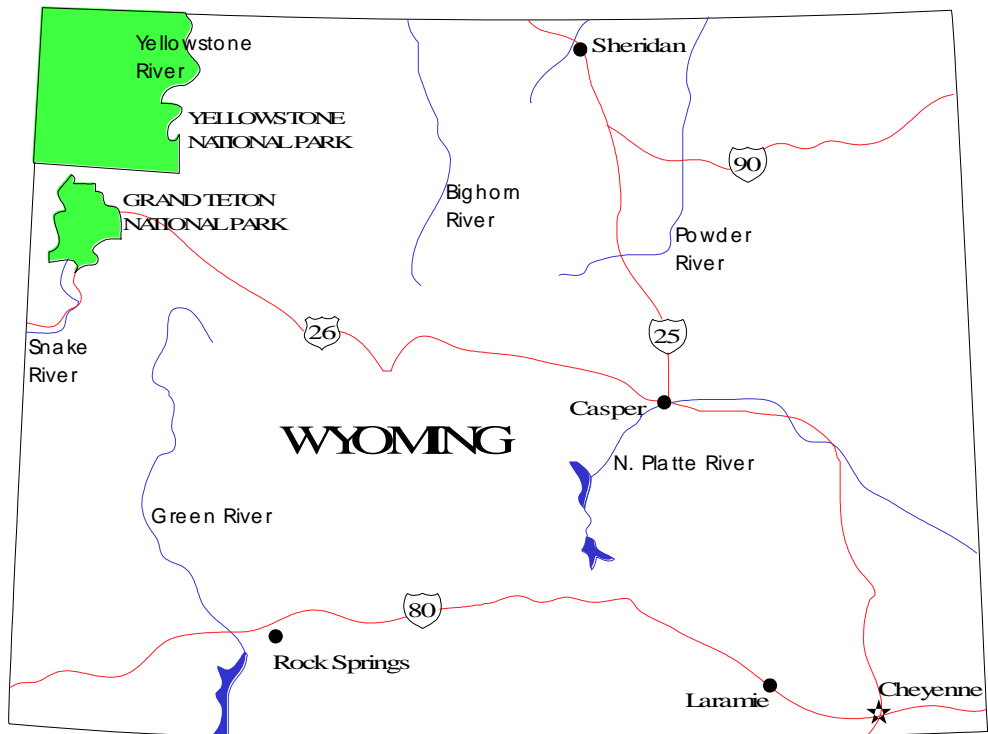 Yellowstone
River
Sheridan
YELLOWSTONE
NATIONAL PARK
90
GRAND TETON
NATIONAL PARK
Bighorn
River
Powder
River
26
25
Snake
River
Casper
WYOMING
N. Platte River
Green River
80
Rock Springs
Laramie
Cheyenne